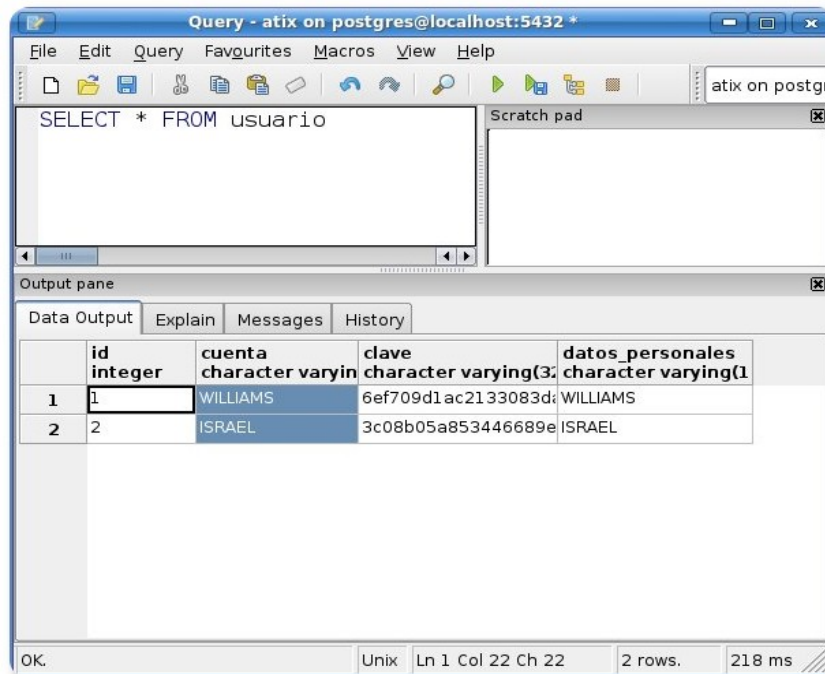 Query - atix on postgres@localhost:5432 *
File Edit Query Favourites Macros View Help
atix on postgr
SELECT * FROM usuario
Scratch pad
Output pane
Data Output Explain Messages History
id cuenta clave datos_personales
integer character varyin character varying(32 character varying(1
1 1 WILLIAMS 6ef709d1ac2133083da WILLIAMS
2 2 ISRAEL 3c08b05a853446689e ISRAEL
OK. Unix Ln 1 Col 22 Ch 22 2 rows. 218 ms